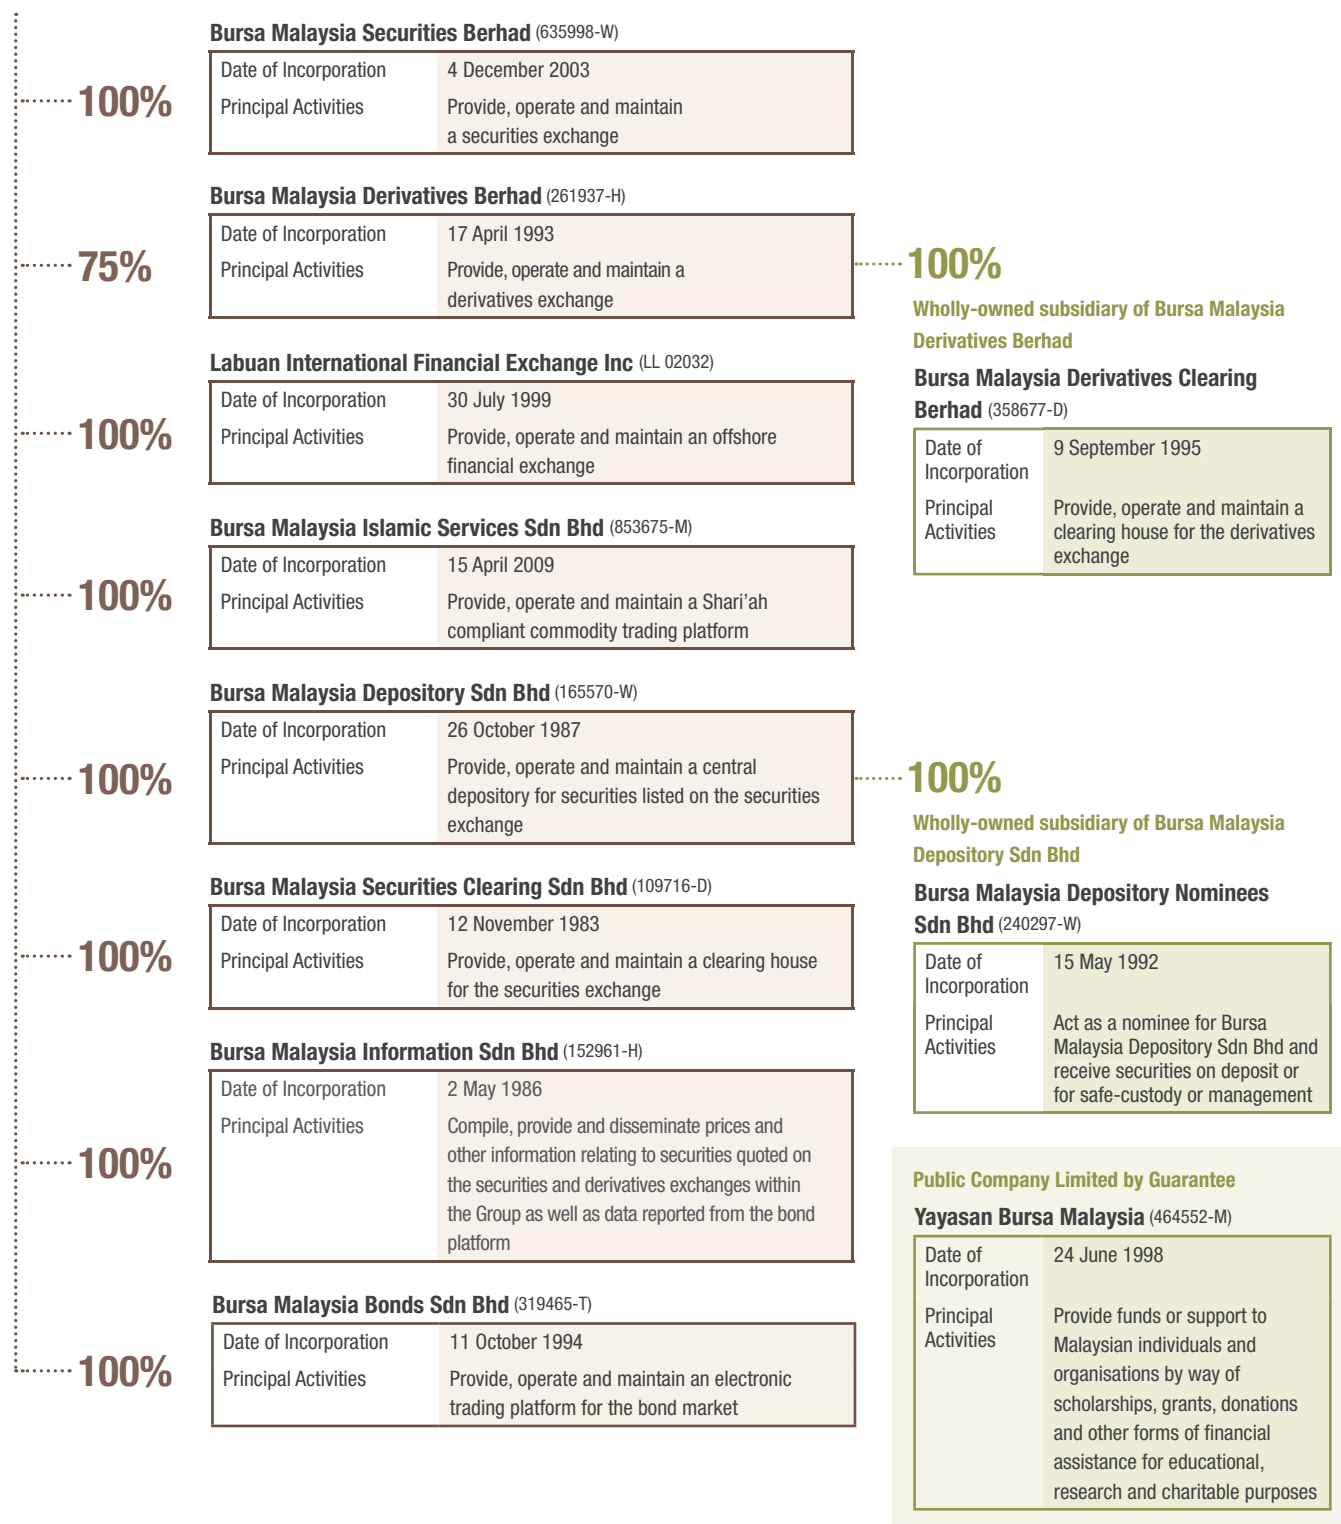 Bursa Malaysia Securities Berhad (635998-W)
100%
Date of Incorporation 4 December 2003
Principal Activities Provide, operate and maintain
a securities exchange
Bursa Malaysia Derivatives Berhad (261937-H)
75%
Date of Incorporation 17 April 1993
Principal Activities Provide, operate and maintain a
derivatives exchange
100%
Wholly-owned subsidiary of Bursa Malaysia
Derivatives Berhad
Bursa Malaysia Derivatives Clearing
Berhad (358677-D)
Date of 9 September 1995
Incorporation
Principal Provide, operate and maintain a
Activities clearing house for the derivatives
exchange
Labuan International Financial Exchange Inc (LL 02032)
100%
Date of Incorporation 30 July 1999
Principal Activities Provide, operate and maintain an offshore
financial exchange
Bursa Malaysia Islamic Services Sdn Bhd (853675-M)
100%
Date of Incorporation 15 April 2009
Principal Activities Provide, operate and maintain a Shari’ah
compliant commodity trading platform
Bursa Malaysia Depository Sdn Bhd (165570-W)
100%
Date of Incorporation 26 October 1987
Principal Activities Provide, operate and maintain a central
depository for securities listed on the securities
exchange
100%
Wholly-owned subsidiary of Bursa Malaysia
Depository Sdn Bhd
Bursa Malaysia Depository Nominees
Sdn Bhd (240297-W)
Date of 15 May 1992
Incorporation
Principal Act as a nominee for Bursa
Activities Malaysia Depository Sdn Bhd and
receive securities on deposit or
for safe-custody or management
Bursa Malaysia Securities Clearing Sdn Bhd (109716-D)
100%
Date of Incorporation 12 November 1983
Principal Activities Provide, operate and maintain a clearing house
for the securities exchange
Bursa Malaysia Information Sdn Bhd (152961-H)
100%
Date of Incorporation 2 May 1986
Principal Activities Compile, provide and disseminate prices and
other information relating to securities quoted on
the securities and derivatives exchanges within
the Group as well as data reported from the bond
platform
Bursa Malaysia Bonds Sdn Bhd (319465-T)
100%
Date of Incorporation 11 October 1994
Principal Activities Provide, operate and maintain an electronic
trading platform for the bond market
Public Company Limited by Guarantee
Yayasan Bursa Malaysia (464552-M)
Date of 24 June 1998
Incorporation
Principal Provide funds or support to
Activities Malaysian individuals and
organisations by way of
scholarships, grants, donations
and other forms of financial
assistance for educational,
research and charitable purposes